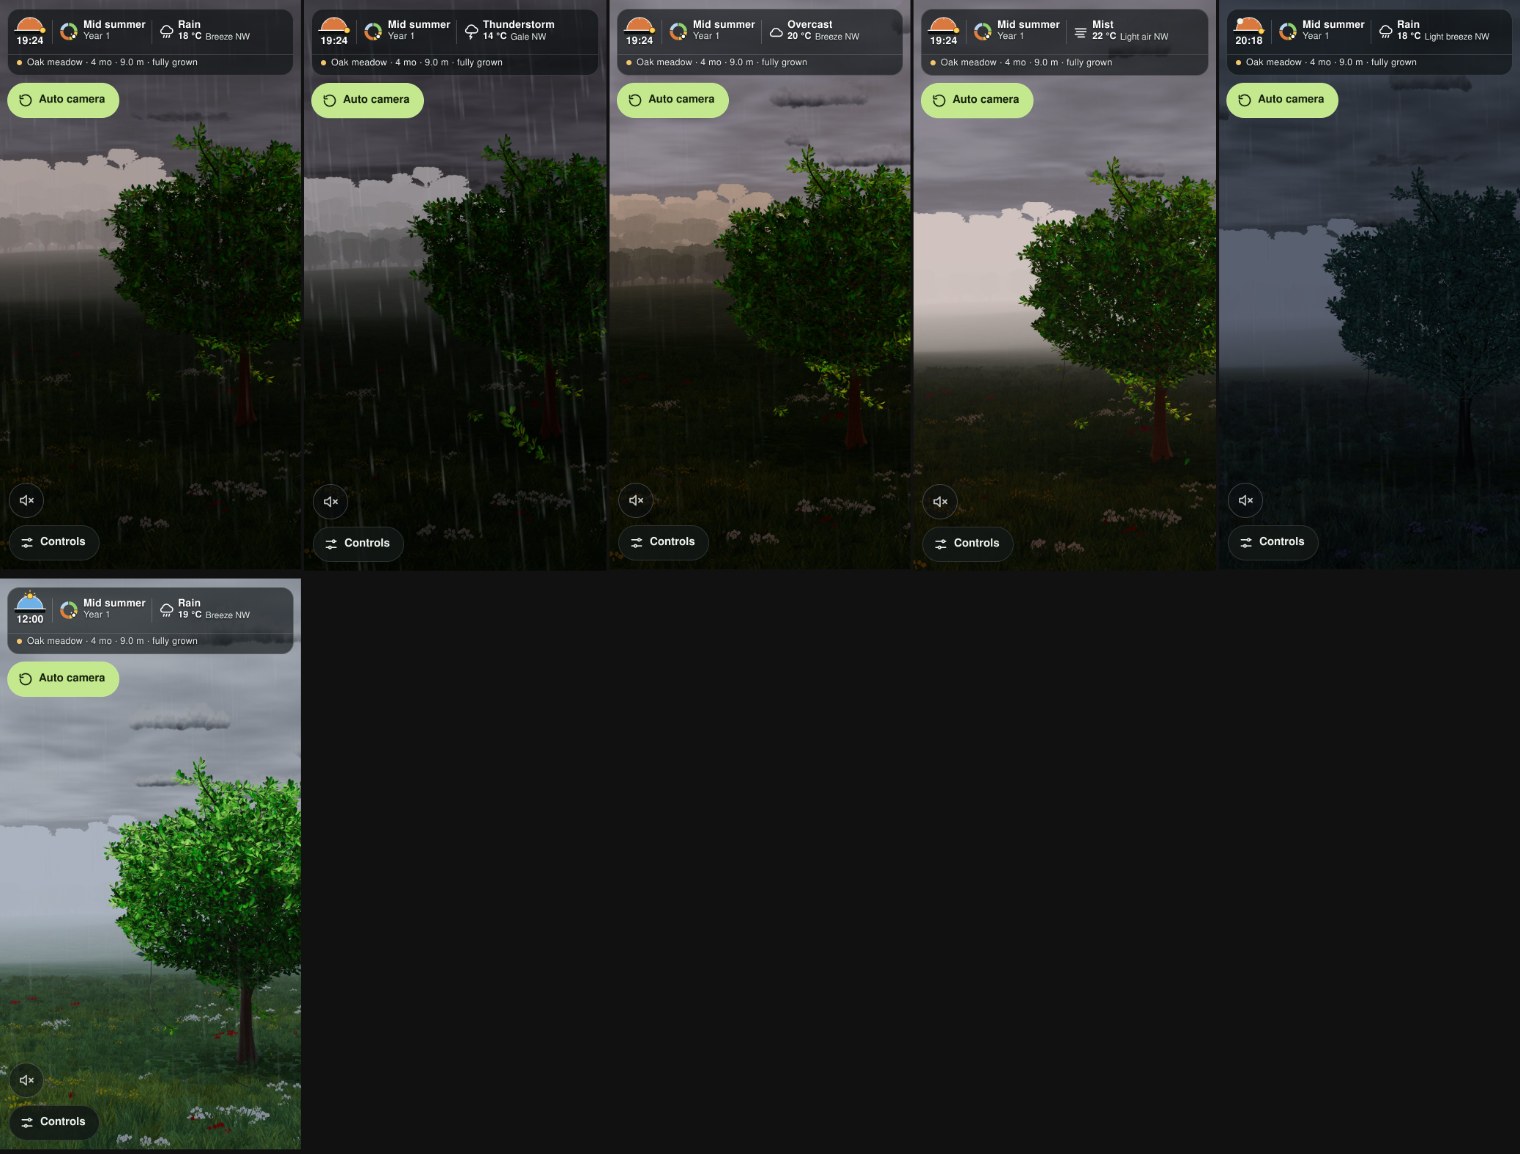 19:24 Mid summer Year 1 Rain 18 °C Breeze NW
Oak meadow · 4 mo · 9.0 m · fully grown
Auto camera
Controls
19:24 Mid summer Year 1 Thunderstorm 14 °C Gale NW
Oak meadow · 4 mo · 9.0 m · fully grown
Auto camera
Controls
19:24 Mid summer Year 1 Overcast 20 °C Breeze NW
Oak meadow · 4 mo · 9.0 m · fully grown
Auto camera
Controls
19:24 Mid summer Year 1 Mist 22 °C Light air NW
Oak meadow · 4 mo · 9.0 m · fully grown
Auto camera
Controls
20:18 Mid summer Year 1 Rain 18 °C Light breeze NW
Oak meadow · 4 mo · 9.0 m · fully grown
Auto camera
Controls
12:00 Mid summer Year 1 Rain 19 °C Breeze NW
Oak meadow · 4 mo · 9.0 m · fully grown
Auto camera
Controls